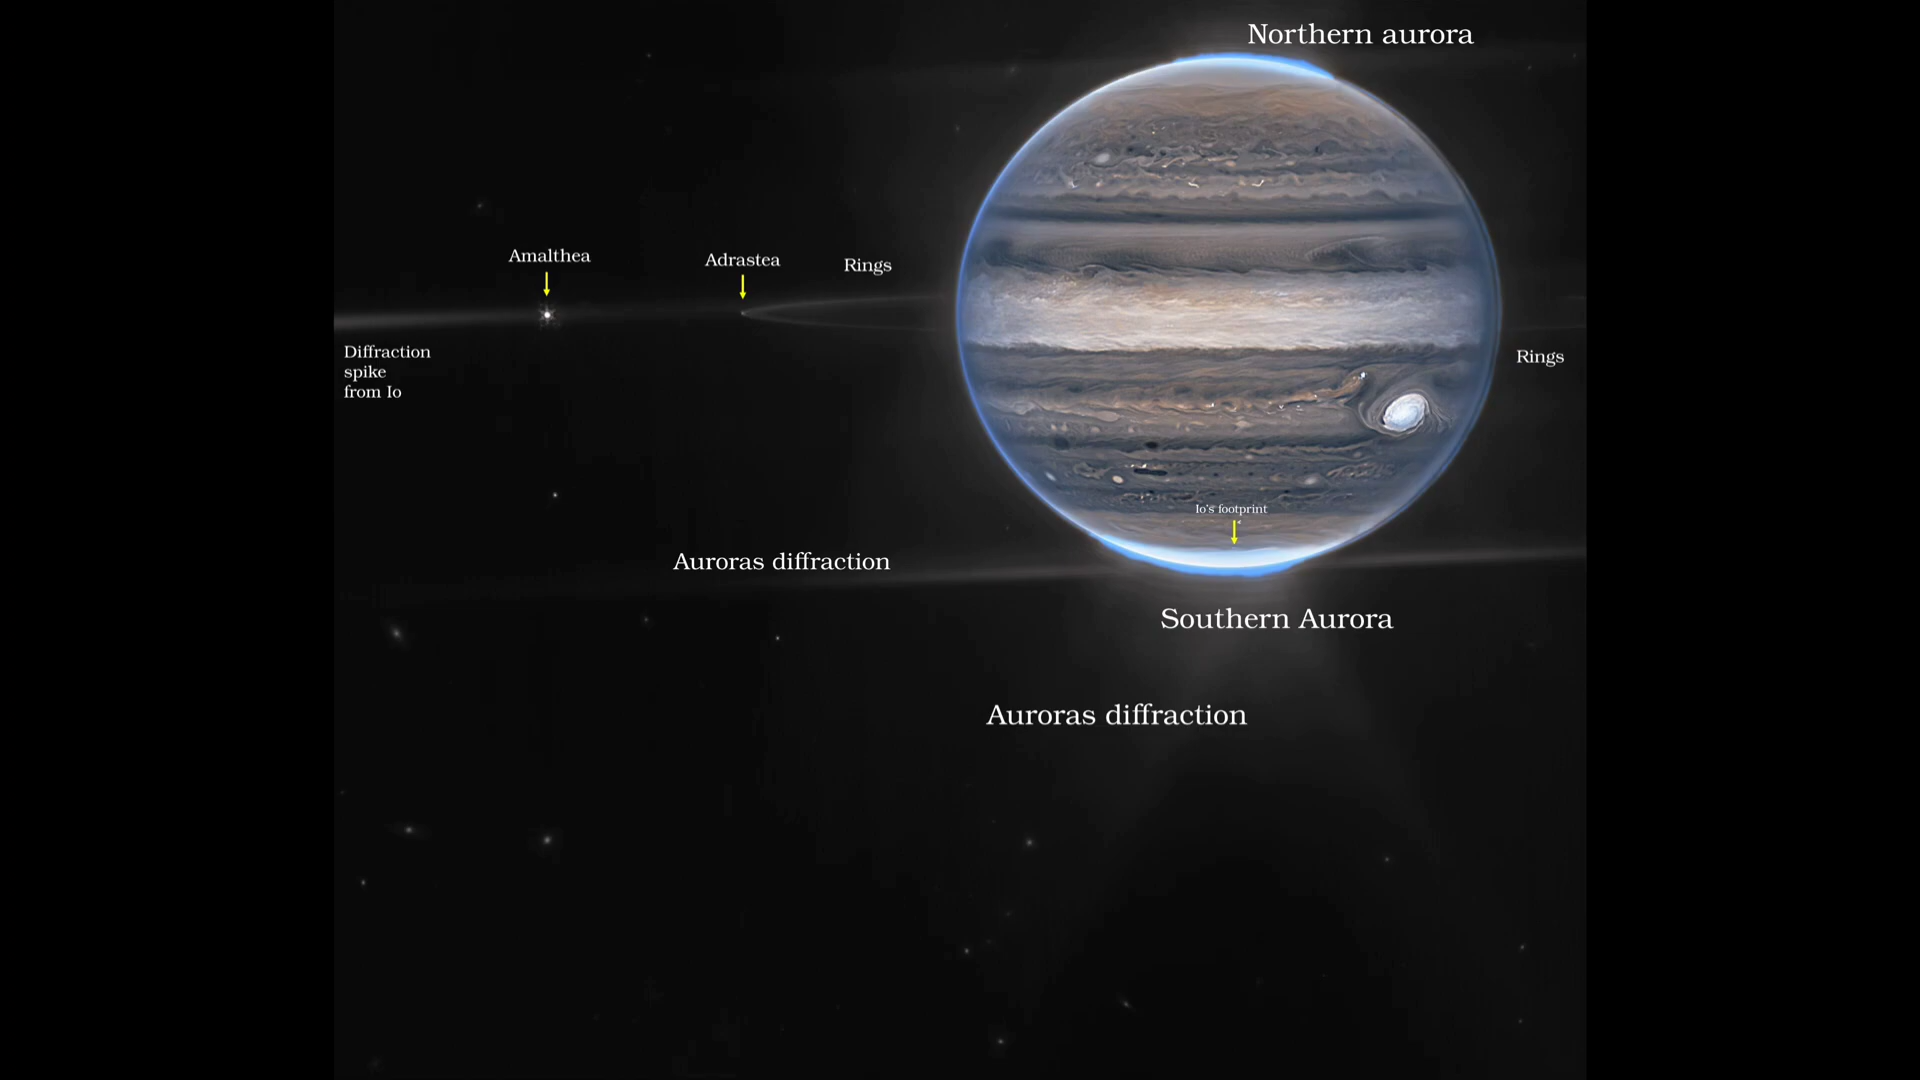 Northern aurora
Amalthea
Adrastea
Rings
Diffraction
spike
from Io
Rings
Io's footprint
Auroras diffraction
Southern Aurora
Auroras diffraction